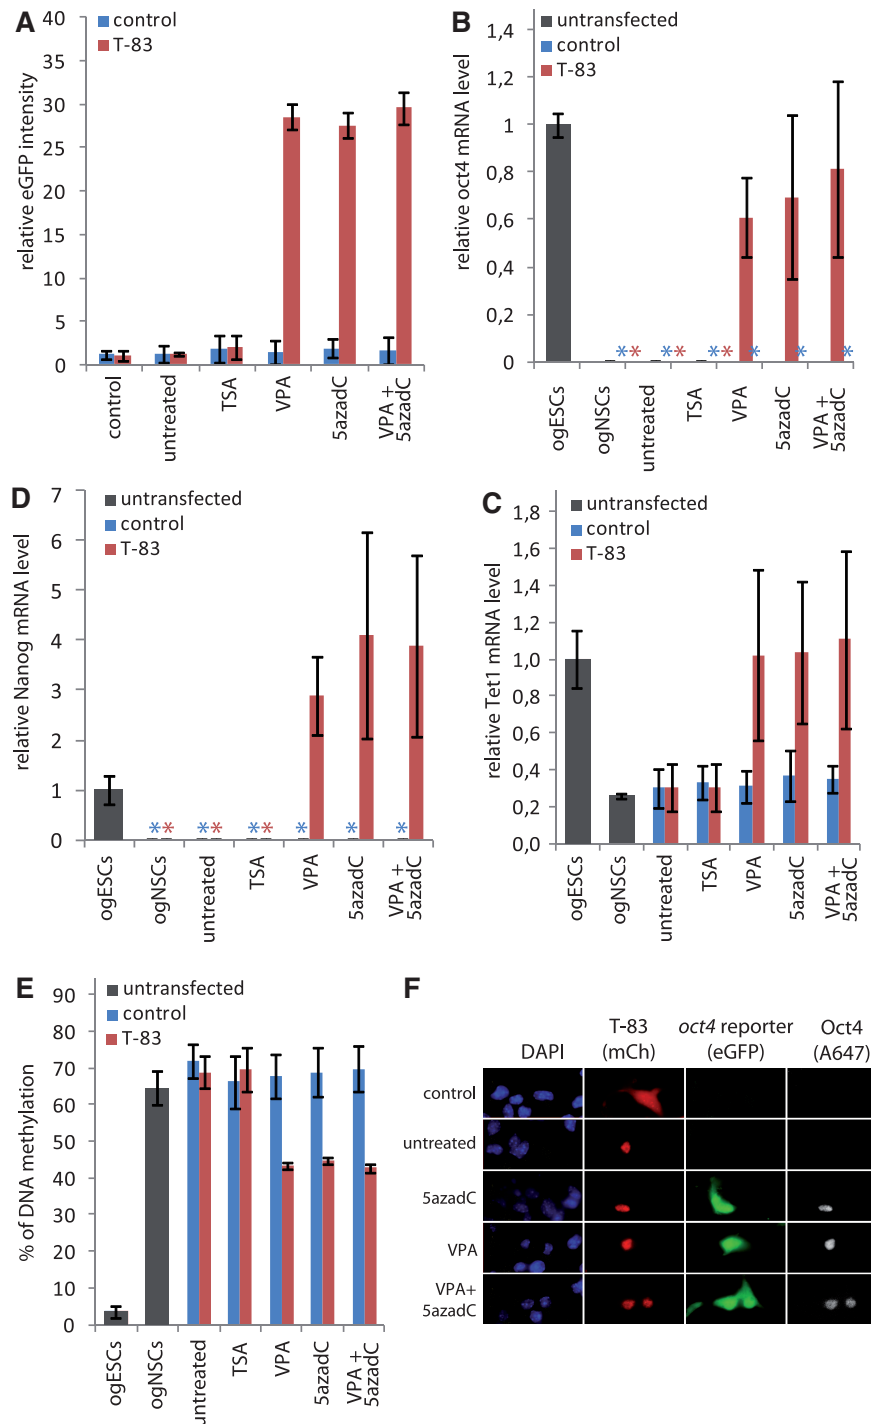 A
control
T-83
relative eGFP intensity
40
35
30
25
20
15
10
5
0
control
untreated
TSA
VPA
5azadC
VPA +
5azadC
B
untransfected
control
T-83
relative oct4 mRNA level
1,4
1,2
1
0,8
0,6
0,4
0,2
0
* * * * * * * * *
ogESCs
ogNSCs
untreated
TSA
VPA
5azadC
VPA +
5azadC
D
untransfected
control
T-83
relative Nanog mRNA level
7
6
5
4
3
2
1
0
* * * * * * * * *
ogESCs
ogNSCs
untreated
TSA
VPA
5azadC
VPA +
5azadC
C
untransfected
control
T-83
relative Tet1 mRNA level
1,8
1,6
1,4
1,2
1,0
0,8
0,6
0,4
0,2
0,0
ogESCs
ogNSCs
untreated
TSA
VPA
5azadC
VPA +
5azadC
E
untransfected
control
T-83
% of DNA methylation
90
80
70
60
50
40
30
20
10
0
ogESCs
ogNSCs
untreated
TSA
VPA
5azadC
VPA +
5azadC
F
T-83 oct4 reporter Oct4
DAPI (mCh) (eGFP) (A647)
control
untreated
5azadC
VPA
VPA+
5azadC